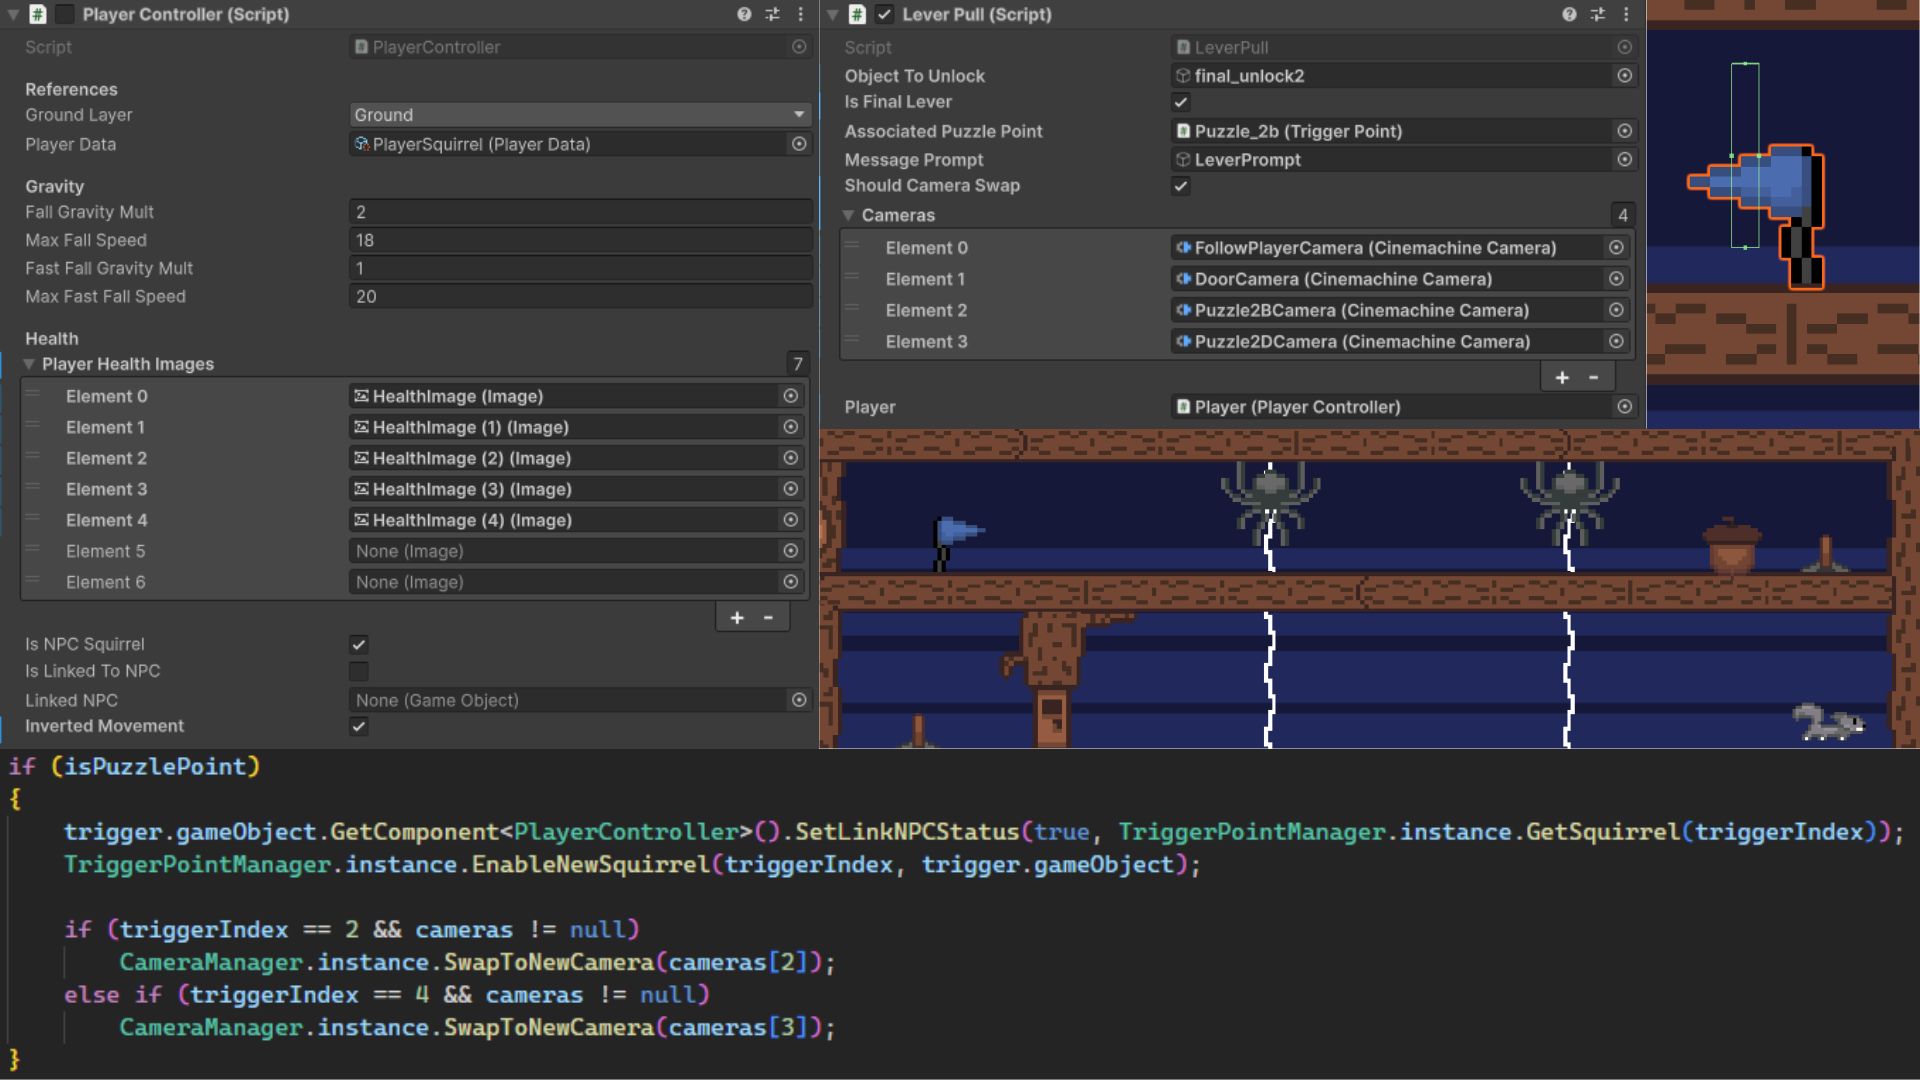 Player Controller (Script)
Script
PlayerController
References
Ground Layer
Ground
Player Data
PlayerSquirrel (Player Data)
Gravity
Fall Gravity Mult
2
Max Fall Speed
18
Fast Fall Gravity Mult
1
Max Fast Fall Speed
20
Health
Player Health Images
7
Element 0
HealthImage (Image)
Element 1
HealthImage (1) (Image)
Element 2
HealthImage (2) (Image)
Element 3
HealthImage (3) (Image)
Element 4
HealthImage (4) (Image)
Element 5
None (Image)
Element 6
None (Image)
Is NPC Squirrel
Is Linked To NPC
Linked NPC
None (Game Object)
Inverted Movement
Lever Pull (Script)
Script
LeverPull
Object To Unlock
final_unlock2
Is Final Lever
Associated Puzzle Point
Puzzle_2b (Trigger Point)
Message Prompt
LeverPrompt
Should Camera Swap
Cameras
4
Element 0
FollowPlayerCamera (Cinemachine Camera)
Element 1
DoorCamera (Cinemachine Camera)
Element 2
Puzzle2BCamera (Cinemachine Camera)
Element 3
Puzzle2DCamera (Cinemachine Camera)
Player
Player (Player Controller)
if (isPuzzlePoint)
{
trigger.gameObject.GetComponent<PlayerController>().SetLinkNPCStatus(true, TriggerPointManager.instance.GetSquirrel(triggerIndex));
TriggerPointManager.instance.EnableNewSquirrel(triggerIndex, trigger.gameObject);
if (triggerIndex == 2 && cameras != null)
CameraManager.instance.SwapToNewCamera(cameras[2]);
else if (triggerIndex == 4 && cameras != null)
CameraManager.instance.SwapToNewCamera(cameras[3]);
}